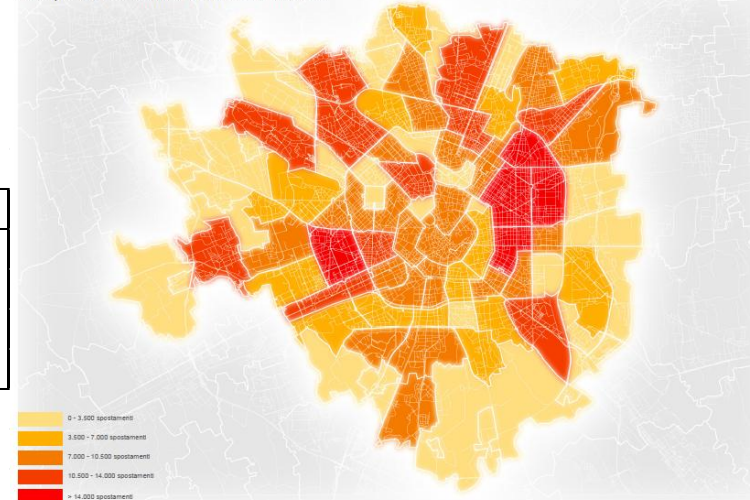 0 - 3.500 spostamenti
3.500 - 7.000 spostamenti
7.000 - 10.500 spostamenti
10.500 - 14.000 spostamenti
> 14.000 spostamenti